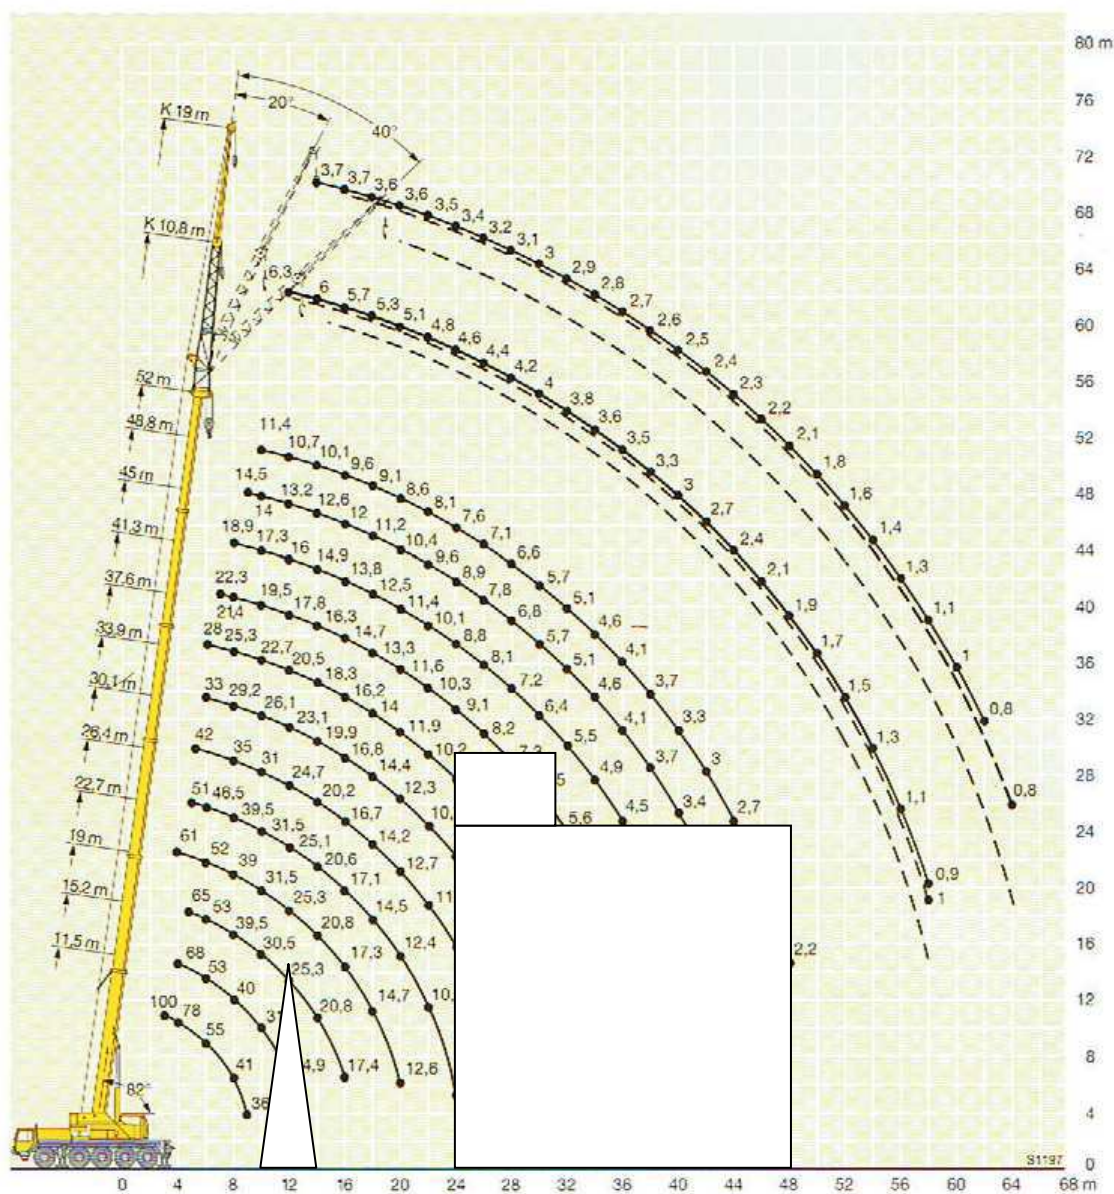 K 19 m
K 10,8 m
20°
40°
52 m
48,8 m
45 m
41,3 m
37,6 m
33,9 m
30,1 m
26,4 m
22,7 m
19 m
15,2 m
11,5 m
82°
3,7 3,7 3,6 3,6 3,5 3,4 3,2 3,1 3 2,9 2,8 2,7 2,6 2,5 2,4 2,3 2,2 2,1 1,8 1,6 1,4 1,3 1,1 1 0,8 0,8
6,3 6 5,7 5,3 5,1 4,8 4,6 4,4 4,2 4 3,8 3,6 3,5 3,3 3 2,7 2,4 2,1 1,9 1,7 1,5 1,3 1,1 0,9 1
11,4 10,7 10,1 9,6 9,1 8,6 8,1 7,6 7,1 6,6 5,7 5,1 4,6 4,1 3,7 3,3 3 2,7 2,2
14,5 14 13,2 12,6 12 11,2 10,4 9,6 8,9 7,8 6,8 5,7 5,1 4,6 4,1 3,7 3,4
18,9 17,3 16 14,9 13,8 12,5 11,4 10,1 8,8 8,1 7,2 6,4 5,5 4,9 4,5
22,3 21,4 19,5 17,8 16,3 14,7 13,3 11,6 10,3 9,1 8,2 5 5,6
28 25,3 22,7 20,5 18,3 16,2 14 11,9
33 29,2 26,1 23,1 19,9 16,8 14,4 12,3 10,
42 35 31 24,7 20,2 16,7 14,2 12,7 11
51 46,5 39,5 31,5 25,1 20,6 17,1 14,5 12,4 10,
61 52 39 31,5 25,3 20,8 17,3 14,7 12,6
65 53 39,5 30,5 25,3 20,8 17,4
68 53 40 31 4,9
100 78 55 41 36
80 m
76
72
68
64
60
56
52
48
44
40
36
32
28
24
20
16
12
8
4
0
S1197
0 4 8 12 16 20 24 28 32 36 40 44 48 52 56 60 64 68 m